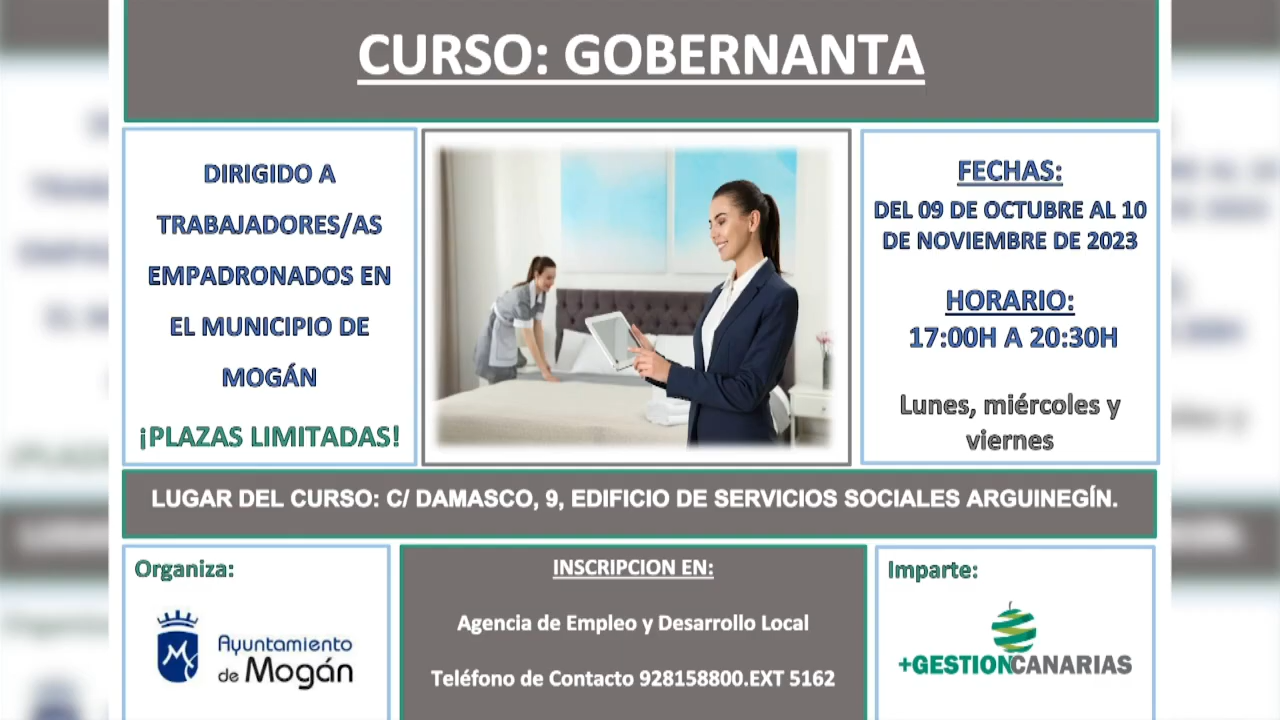 CURSO: GOBERNANTA
DIRIGIDO A
TRABAJADORES/AS
EMPADRONADOS EN
EL MUNICIPIO DE
MOGÁN
¡PLAZAS LIMITADAS!
FECHAS:
DEL 09 DE OCTUBRE AL 10
DE NOVIEMBRE DE 2023
HORARIO:
17:00H A 20:30H
Lunes, miércoles y
viernes
LUGAR DEL CURSO: C/ DAMASCO, 9, EDIFICIO DE SERVICIOS SOCIALES ARGUINEGÍN.
Organiza:
Ayuntamiento
de Mogán
INSCRIPCION EN:
Agencia de Empleo y Desarrollo Local
Teléfono de Contacto 928158800.EXT 5162
Imparte:
+GESTIONCANARIAS